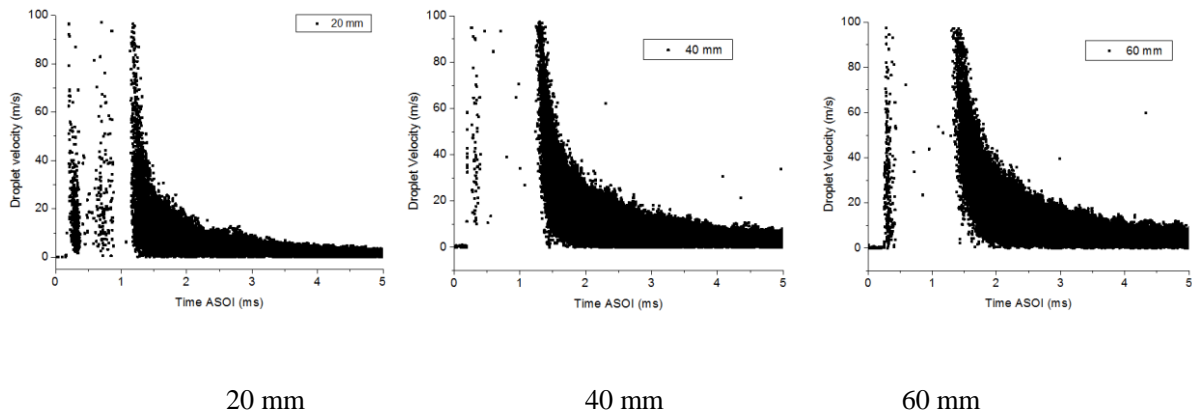 100
80
60
40
20
0
Droplet velocity (m/s)
20 mm
0 1 2 3 4 5
Time ASOI (ms)
100
80
60
40
20
0
-10
Droplet Velocity (m/s)
40 mm
0 1 2 3 4 5
Time ASOI (ms)
100
80
60
40
20
0
-10
Droplet Velocity (m/s)
60 mm
0 1 2 3 4 5
Time ASOI (ms)
20 mm 40 mm 60 mm